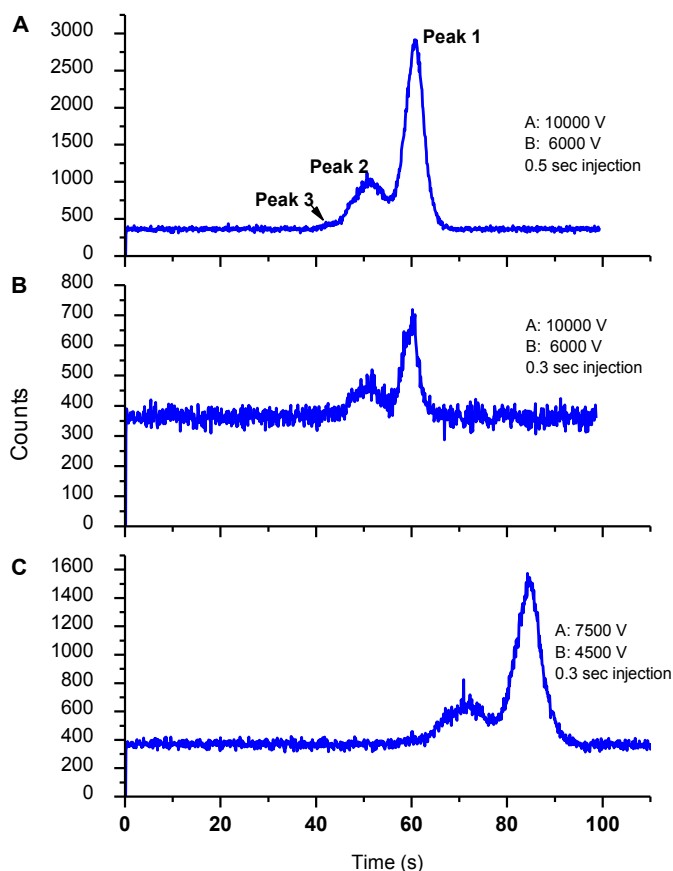 A
3000
2500
2000
1500
1000
500
0
Peak 1
Peak 2
Peak 3
A: 10000 V
B: 6000 V
0.5 sec injection
B
800
700
600
500
400
300
200
100
0
A: 10000 V
B: 6000 V
0.3 sec injection
Counts
C
1600
1400
1200
1000
800
600
400
200
0
A: 7500 V
B: 4500 V
0.3 sec injection
0 20 40 60 80 100
Time (s)